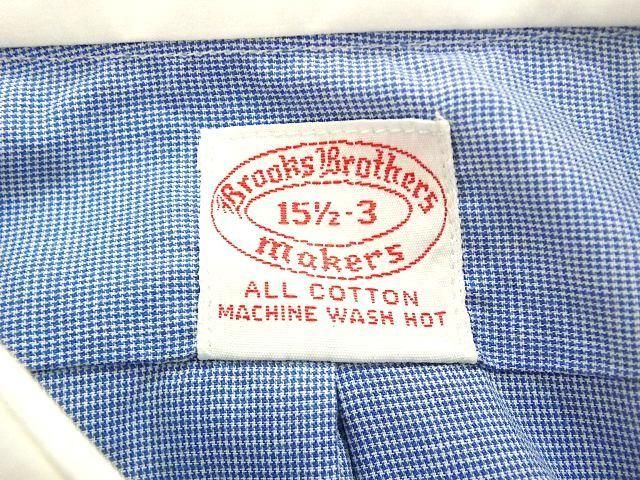 Brooks Brothers
15½-3
Makers
ALL COTTON
MACHINE WASH HOT